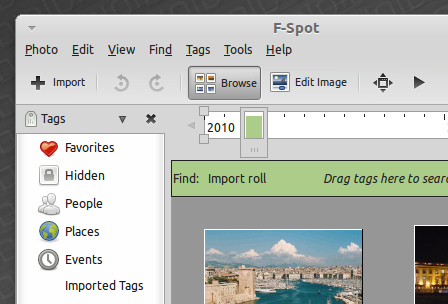 F-Spot
Photo Edit View Find Tags Tools Help
Import Browse Edit Image
Tags
2010
Find: Import roll Drag tags here to sear
Favorites
Hidden
People
Places
Events
Imported Tags